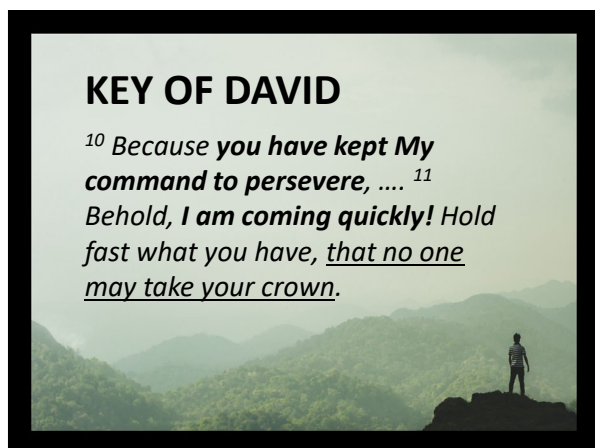 KEY OF DAVID
10 Because you have kept My
command to persevere, …. 11
Behold, I am coming quickly! Hold
fast what you have, that no one
may take your crown.